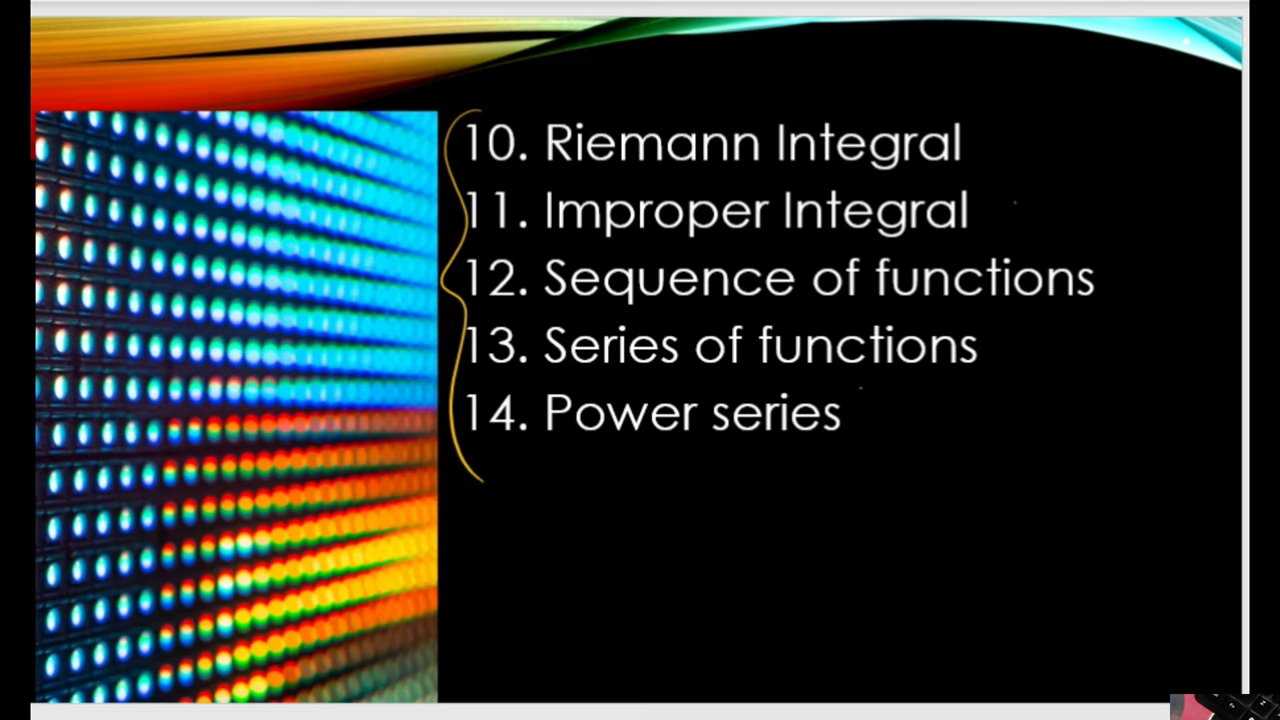 10. Riemann Integral
11. Improper Integral
12. Sequence of functions
13. Series of functions
14. Power series